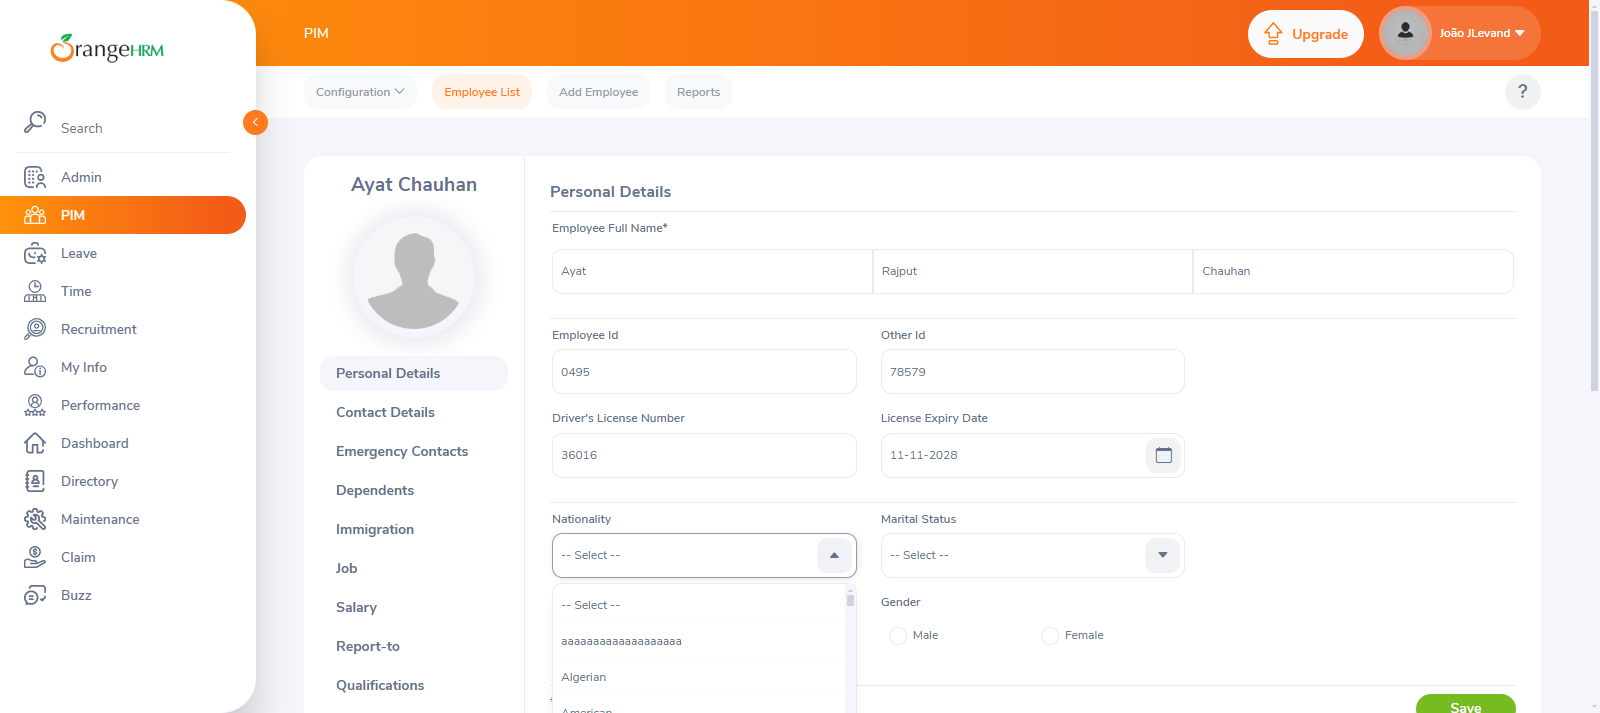 OrangeHRM
PIM
Upgrade
João JLevand
Configuration
Employee List
Add Employee
Reports
?
Search
Admin
PIM
Leave
Time
Recruitment
My Info
Performance
Dashboard
Directory
Maintenance
Claim
Buzz
Ayat Chauhan
Personal Details
Contact Details
Emergency Contacts
Dependents
Immigration
Job
Salary
Report-to
Qualifications
Personal Details
Employee Full Name*
Ayat
Rajput
Chauhan
Employee Id
Other Id
0495
78579
Driver's License Number
License Expiry Date
36016
11-11-2028
Nationality
Marital Status
-- Select --
-- Select --
-- Select --
aaaaaaaaaaaaaaaaaaa
Algerian
American
Gender
Male
Female
Save